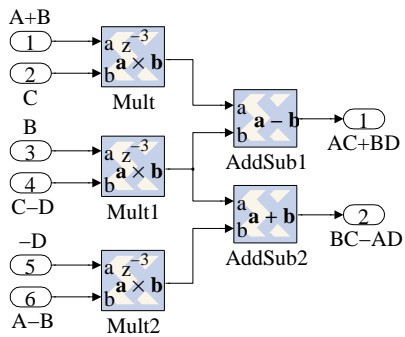 A+B
1
a z⁻³
2
b a × b
C
Mult
a
a − b
b
1
AddSub1
AC+BD
B
3
a z⁻³
4
b a × b
C−D
Mult1
a
a + b
b
2
AddSub2
BC−AD
−D
5
a z⁻³
6
b a × b
A−B
Mult2